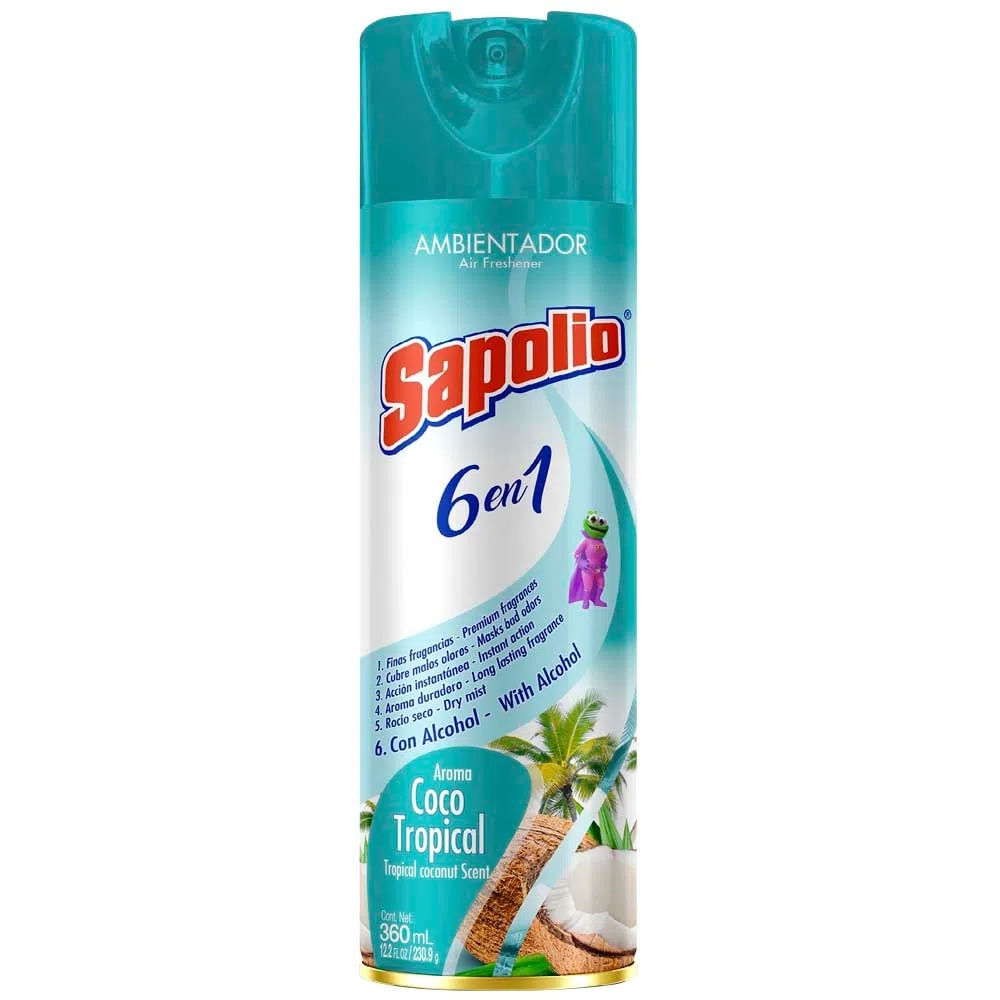 AMBIENTADOR
Air Freshener
Sapolio®
6 en 1
1. Finas fragancias - Premium fragrances
2. Cubre malos olores - Masks bad odors
3. Acción instantánea - Instant action
4. Aroma duradero - Long lasting fragrance
5. Rocío seco - Dry mist
6. Con Alcohol - With Alcohol
Aroma
Coco
Tropical
Tropical coconut Scent
Cont. Net:
360 mL
12.2 FL OZ / 230.9 g